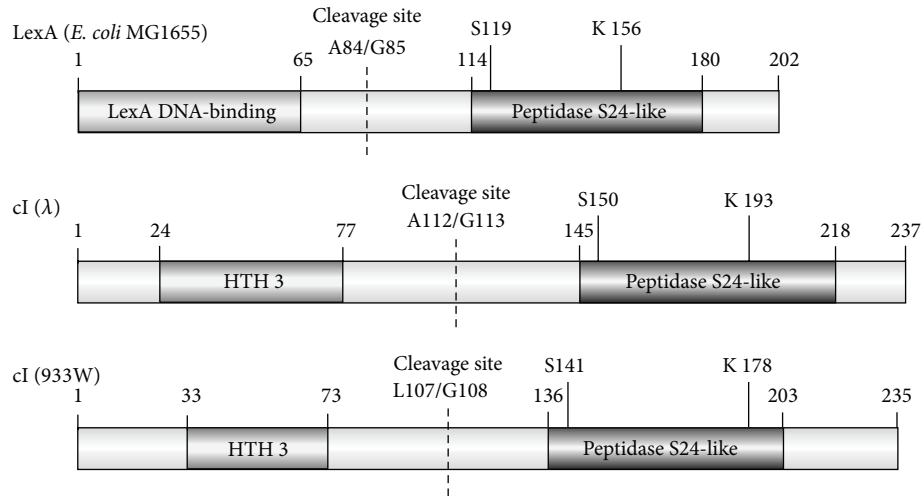 LexA (E. coli MG1655)
Cleavage site
A84/G85
S119
K 156
1
65
114
180
202
LexA DNA-binding
Peptidase S24-like
cI (λ)
Cleavage site
A112/G113
S150
K 193
1
24
77
145
218
237
HTH 3
Peptidase S24-like
cI (933W)
Cleavage site
L107/G108
S141
K 178
1
33
73
136
203
235
HTH 3
Peptidase S24-like